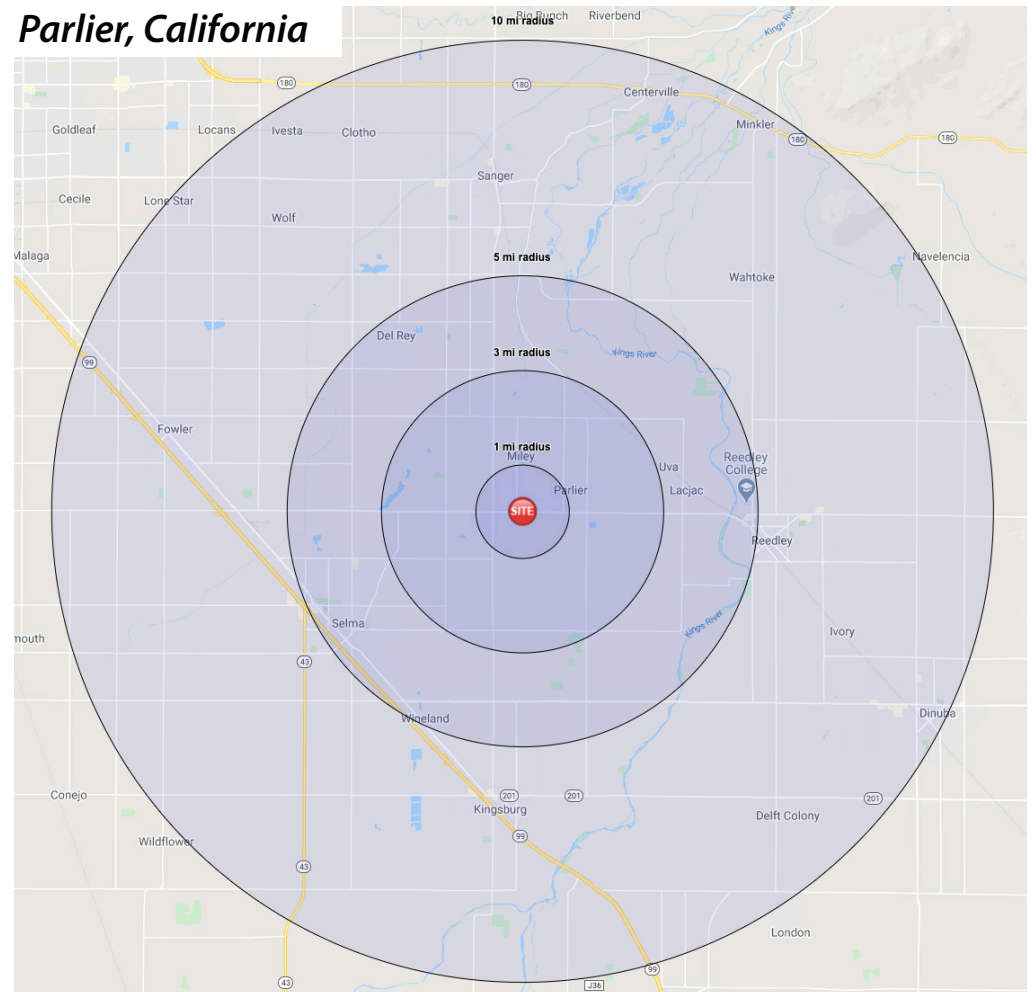 Parlier, California
Big Bunch
Riverbend
10 mi radius
Kings River
180
180
Centerville
Minkler
180
180
Goldleaf
Locans
Ivesta
Clotho
Sanger
Cecile
Lone Star
Wolf
Malaga
5 mi radius
Navelencia
Wahtoke
Del Rey
3 mi radius
Kings River
99
Fowler
1 mi radius
Miley
Uva
Reedley
College
Parlier
Lacjac
SITE
Reedley
Selma
Kings River
Ivory
mouth
43
Wineland
Dinuba
Conejo
201
201
201
Kingsburg
Delft Colony
99
Wildflower
43
London
99
43
J36